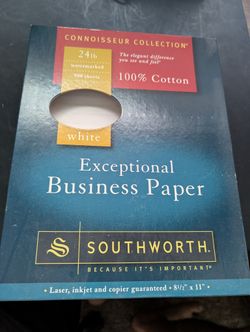 CONNOISSEUR COLLECTION®
24lb
watermarked
The elegant difference
you see and feel®
100% Cotton
white
Exceptional
Business Paper
S
SOUTHWORTH.
BECAUSE IT'S IMPORTANT®
• Laser, inkjet and copier guaranteed • 8½" x 11" •